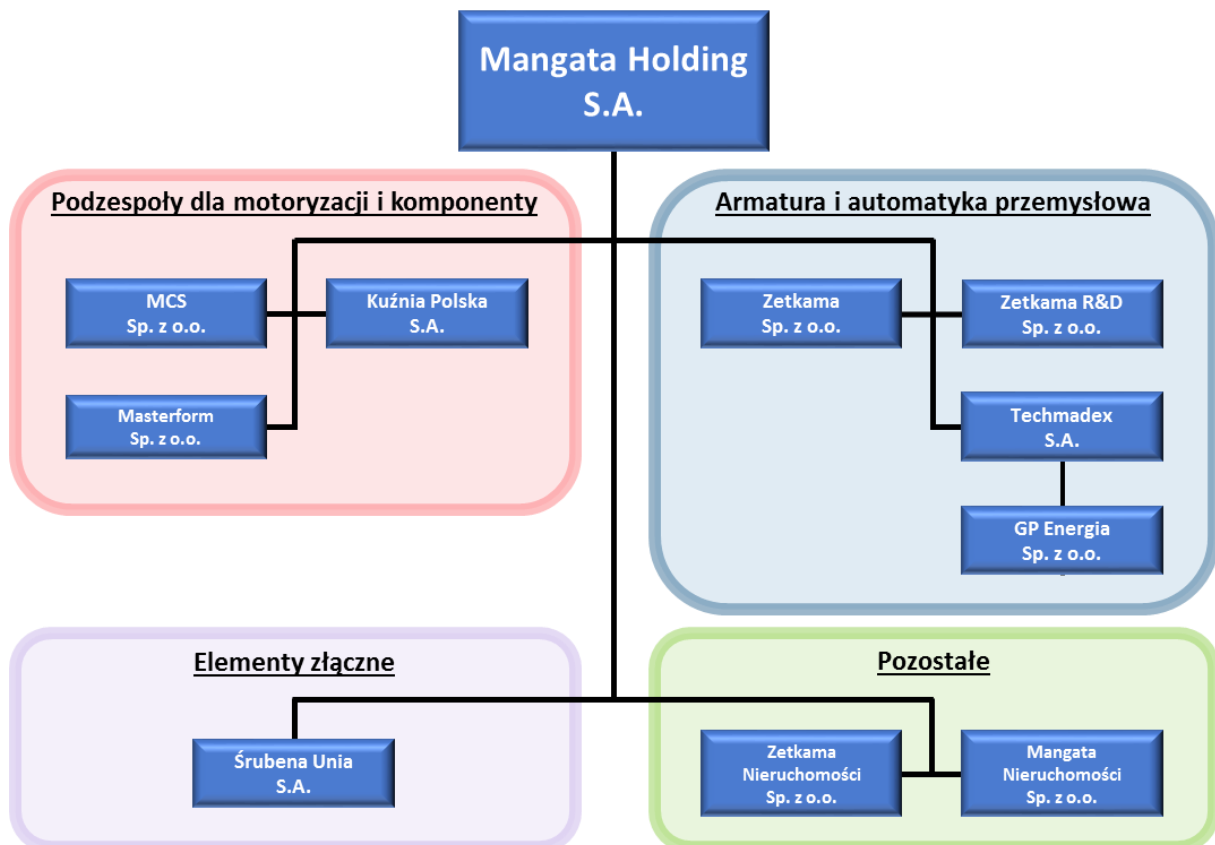 Mangata Holding
S.A.
Podzespoły dla motoryzacji i komponenty
MCS
Sp. z o.o.
Kuźnia Polska
S.A.
Masterform
Sp. z o.o.
Armatura i automatyka przemysłowa
Zetkama
Sp. z o.o.
Zetkama R&D
Sp. z o.o.
Techmadex
S.A.
GP Energia
Sp. z o.o.
Elementy złączne
Śrubena Unia
S.A.
Pozostałe
Zetkama
Nieruchomości
Sp. z o.o.
Mangata
Nieruchomości
Sp. z o.o.